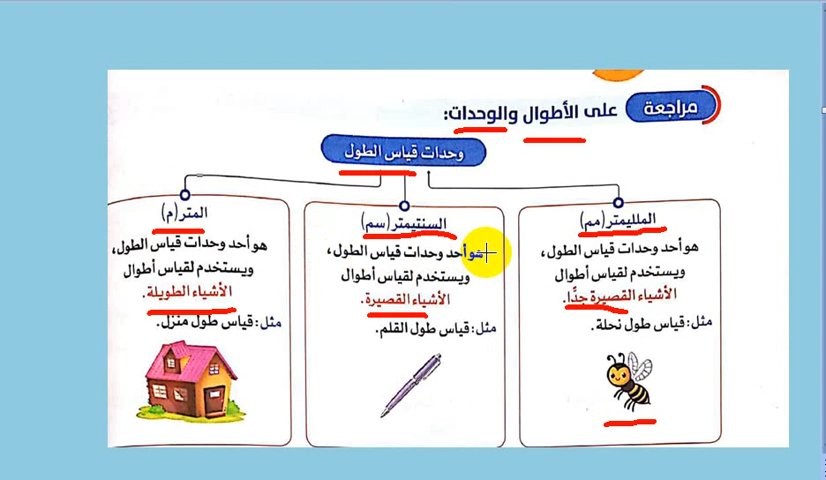 مراجعة على الأطوال والوحدات:
وحدات قياس الطول
الملليمتر (مم)
هو أحد وحدات قياس الطول،
ويستخدم لقياس أطوال
الأشياء القصيرة جدًّا.
مثل: قياس طول نحلة.
السنتيمتر (سم)
هو أحد وحدات قياس الطول،
ويستخدم لقياس أطوال
الأشياء القصيرة.
مثل: قياس طول القلم.
المتر (م)
هو أحد وحدات قياس الطول،
ويستخدم لقياس أطوال
الأشياء الطويلة.
مثل: قياس طول منزل.